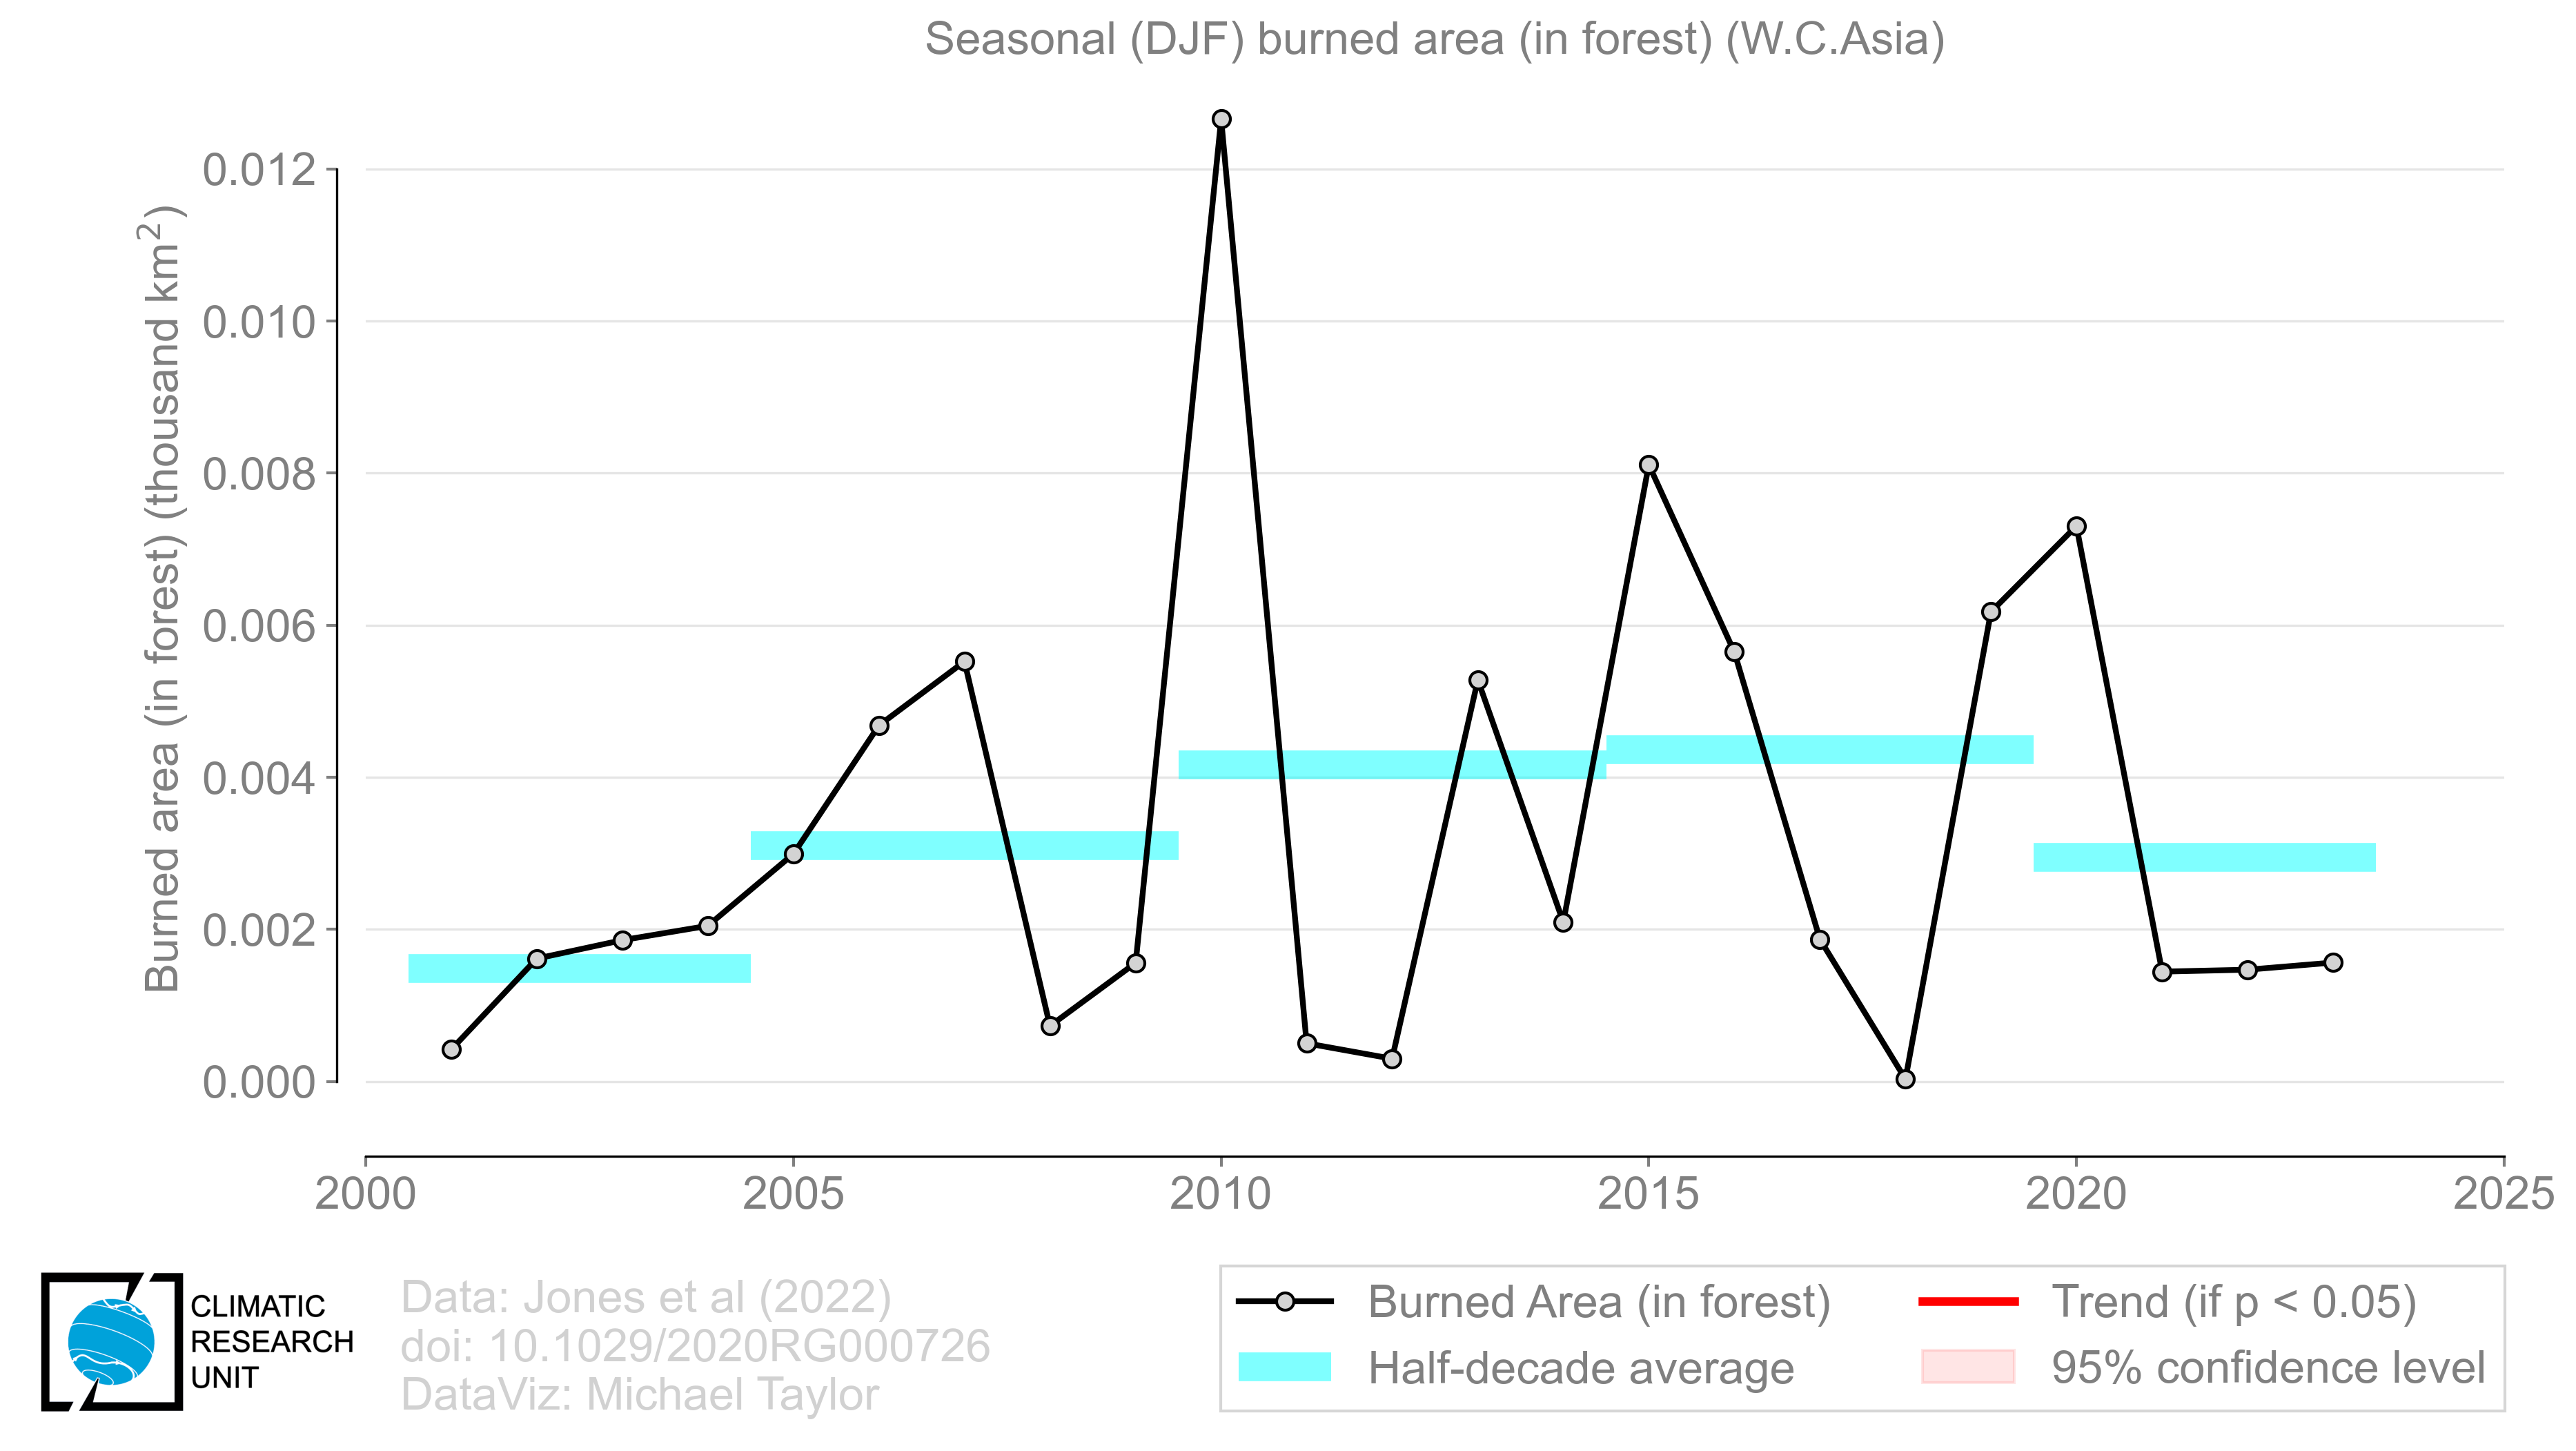 Seasonal (DJF) burned area (in forest) (W.C.Asia)
Burned area (in forest) (thousand km²)
0.012
0.010
0.008
0.006
0.004
0.002
0.000
2000 2005 2010 2015 2020 2025
CLIMATIC
RESEARCH
UNIT
Data: Jones et al (2022)
doi: 10.1029/2020RG000726
DataViz: Michael Taylor
Burned Area (in forest)
Half-decade average
Trend (if p < 0.05)
95% confidence level